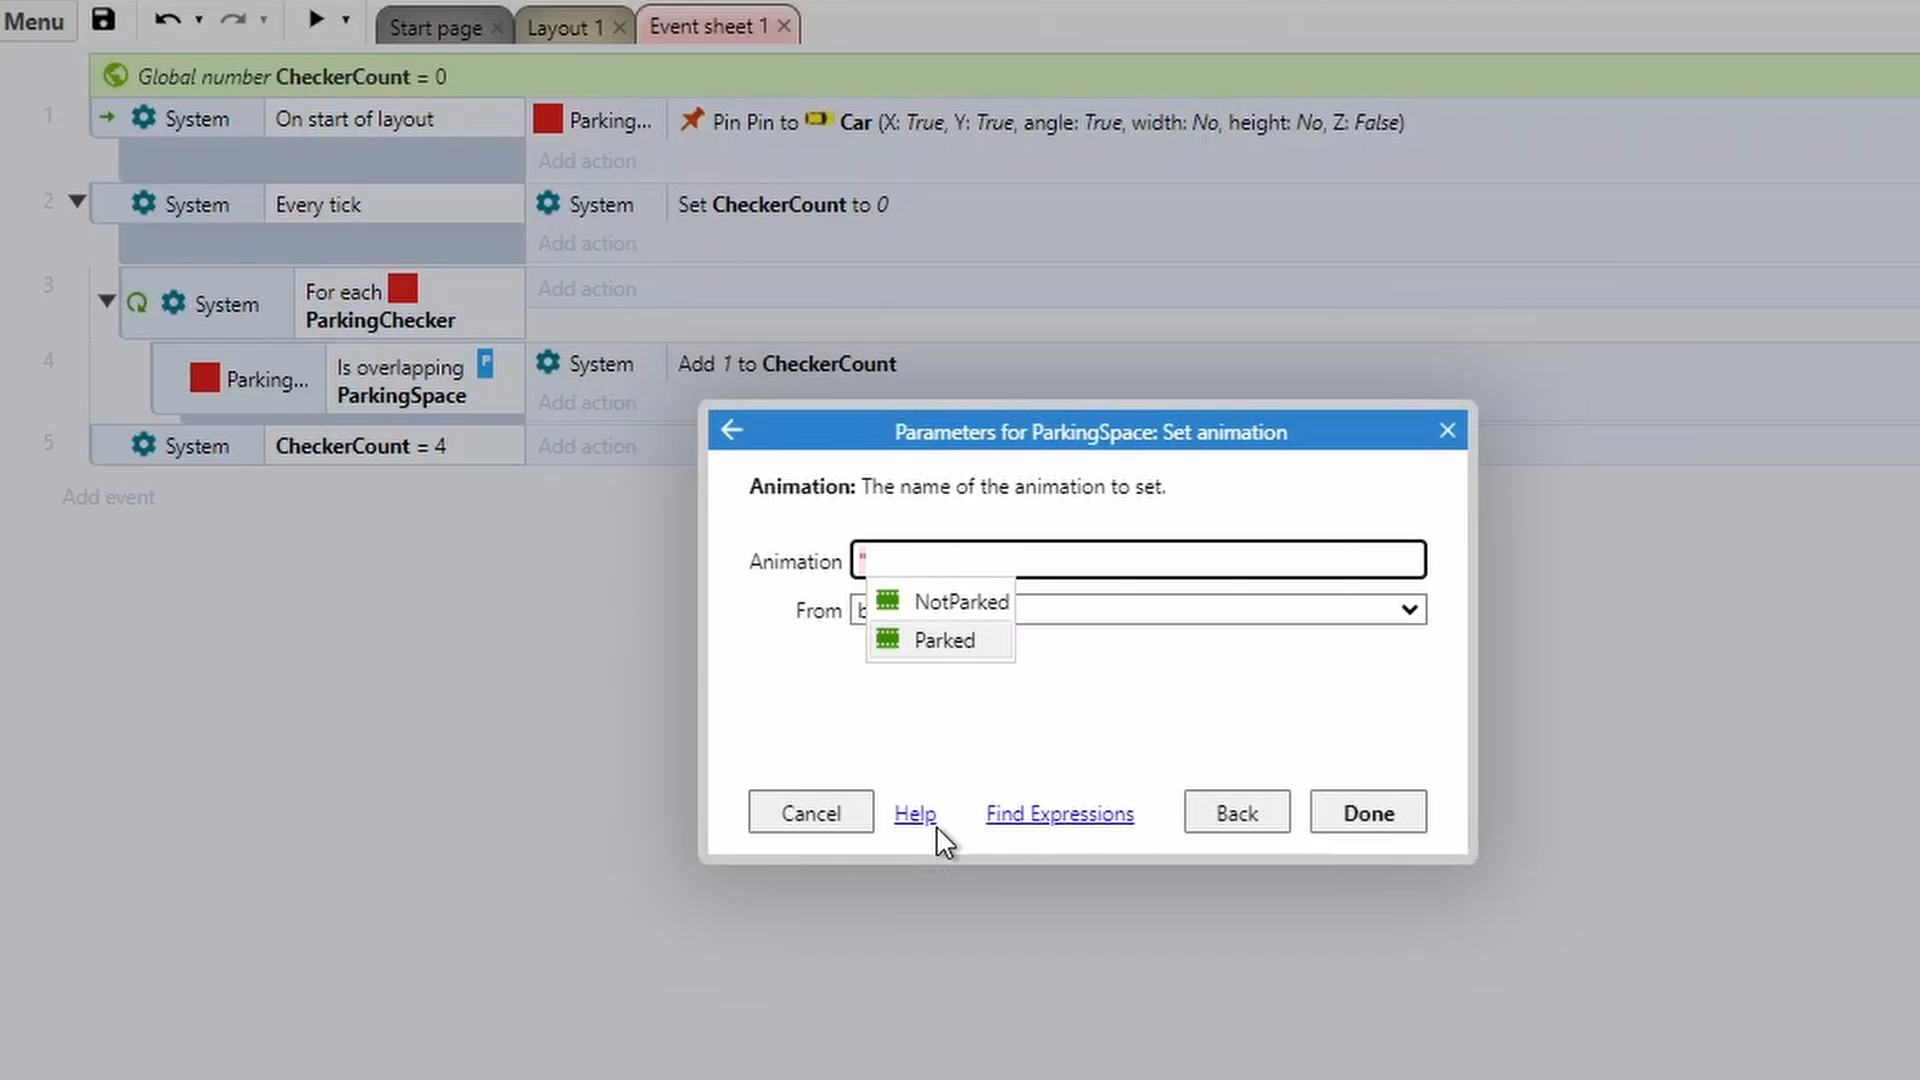 Menu
Start page
Layout 1
Event sheet 1
Global number CheckerCount = 0
1
System
On start of layout
Parking...
Pin Pin to Car (X: True, Y: True, angle: True, width: No, height: No, Z: False)
Add action
2
System
Every tick
System
Set CheckerCount to 0
Add action
3
System
For each
ParkingChecker
Add action
4
Parking...
Is overlapping P
ParkingSpace
System
Add 1 to CheckerCount
Add action
5
System
CheckerCount = 4
Add action
Add event
Parameters for ParkingSpace: Set animation
Animation: The name of the animation to set.
Animation
"
NotParked
From
Parked
Cancel
Help
Find Expressions
Back
Done